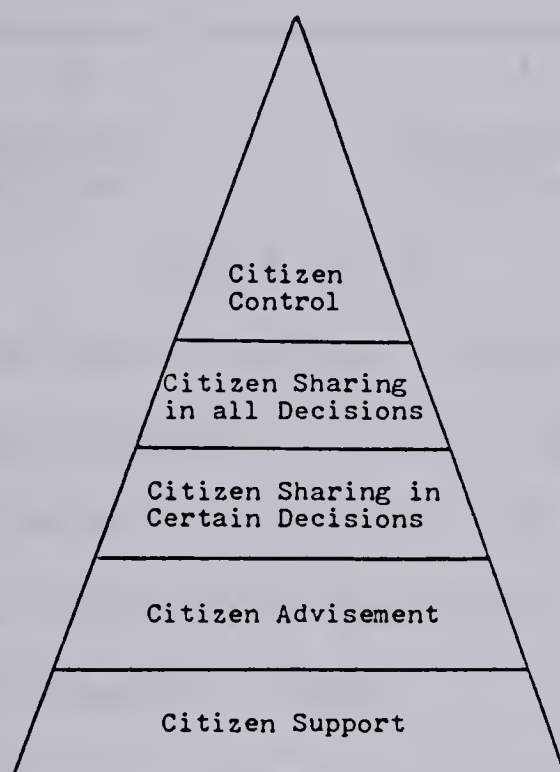 Citizen
Control
Citizen Sharing
in all Decisions
Citizen Sharing in
Certain Decisions
Citizen Advisement
Citizen Support